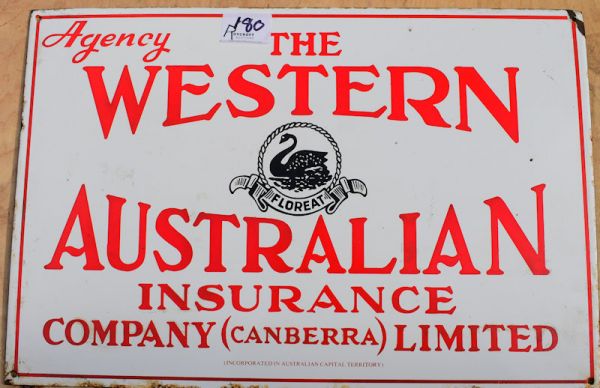 Agency
180
THE
WESTERN
FLOREAT
AUSTRALIAN
INSURANCE
COMPANY (CANBERRA) LIMITED
(INCORPORATED IN AUSTRALIAN CAPITAL TERRITORY)